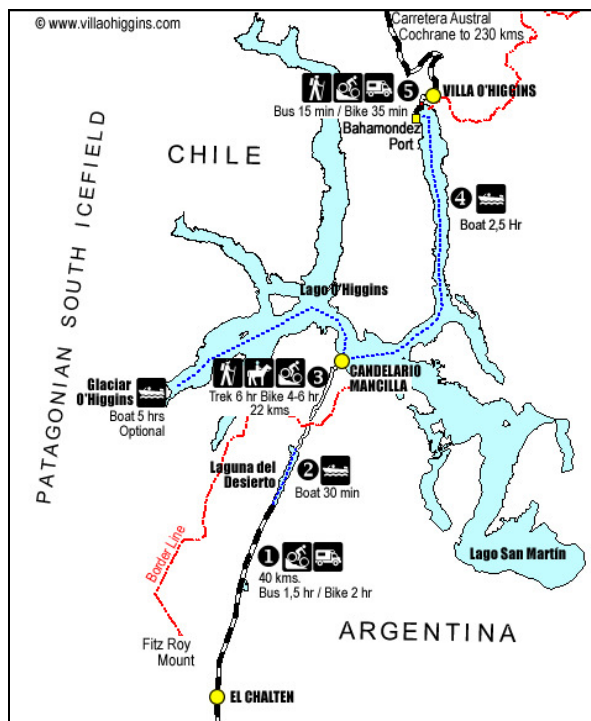 © www.villaohiggins.com
Carretera Austral
Cochrane to 230 kms
5
VILLA O'HIGGINS
Bus 15 min / Bike 35 min
Bahamondez
Port
CHILE
PATAGONIAN SOUTH ICEFIELD
4
Boat 2,5 Hr
Lago O'Higgins
3
CANDELARIO
MANCILLA
Glaciar
O'Higgins
Boat 5 hrs
Optional
Trek 6 hr Bike 4-6 hr
22 kms
Laguna del
Desierto
2
Boat 30 min
Border Line
1
40 kms.
Bus 1,5 hr / Bike 2 hr
Lago San Martín
Fitz Roy
Mount
ARGENTINA
EL CHALTEN